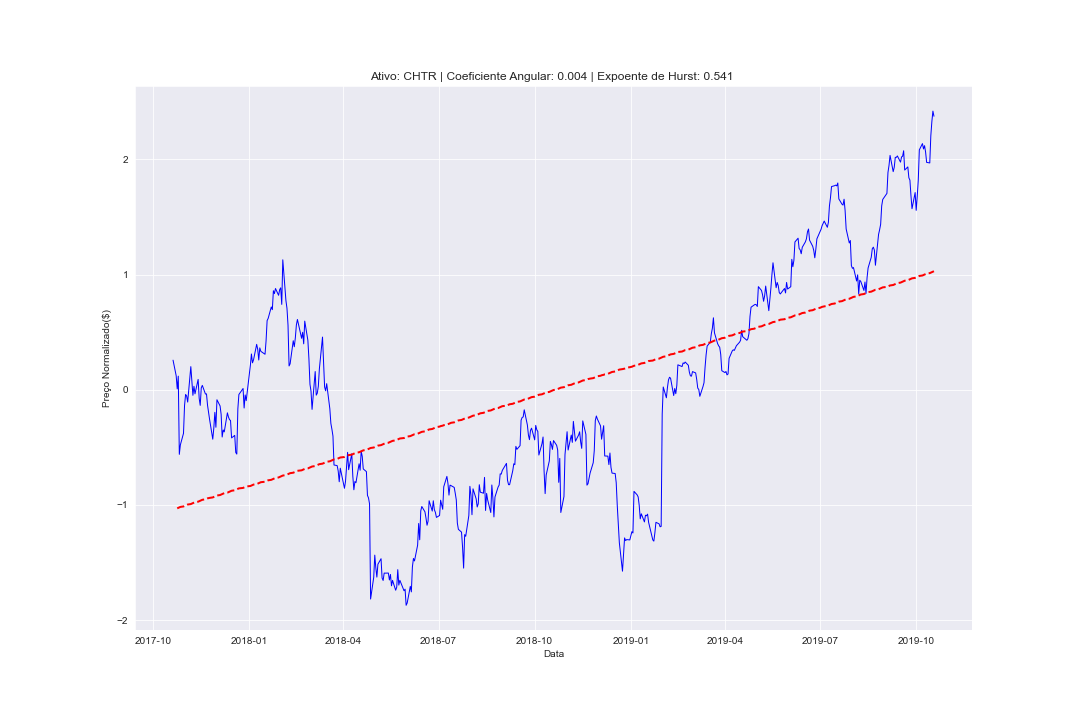 Ativo: CHTR | Coeficiente Angular: 0.004 | Expoente de Hurst: 0.541
Preço Normalizado($)
2
1
0
−1
−2
2017-10 2018-01 2018-04 2018-07 2018-10 2019-01 2019-04 2019-07 2019-10
Data